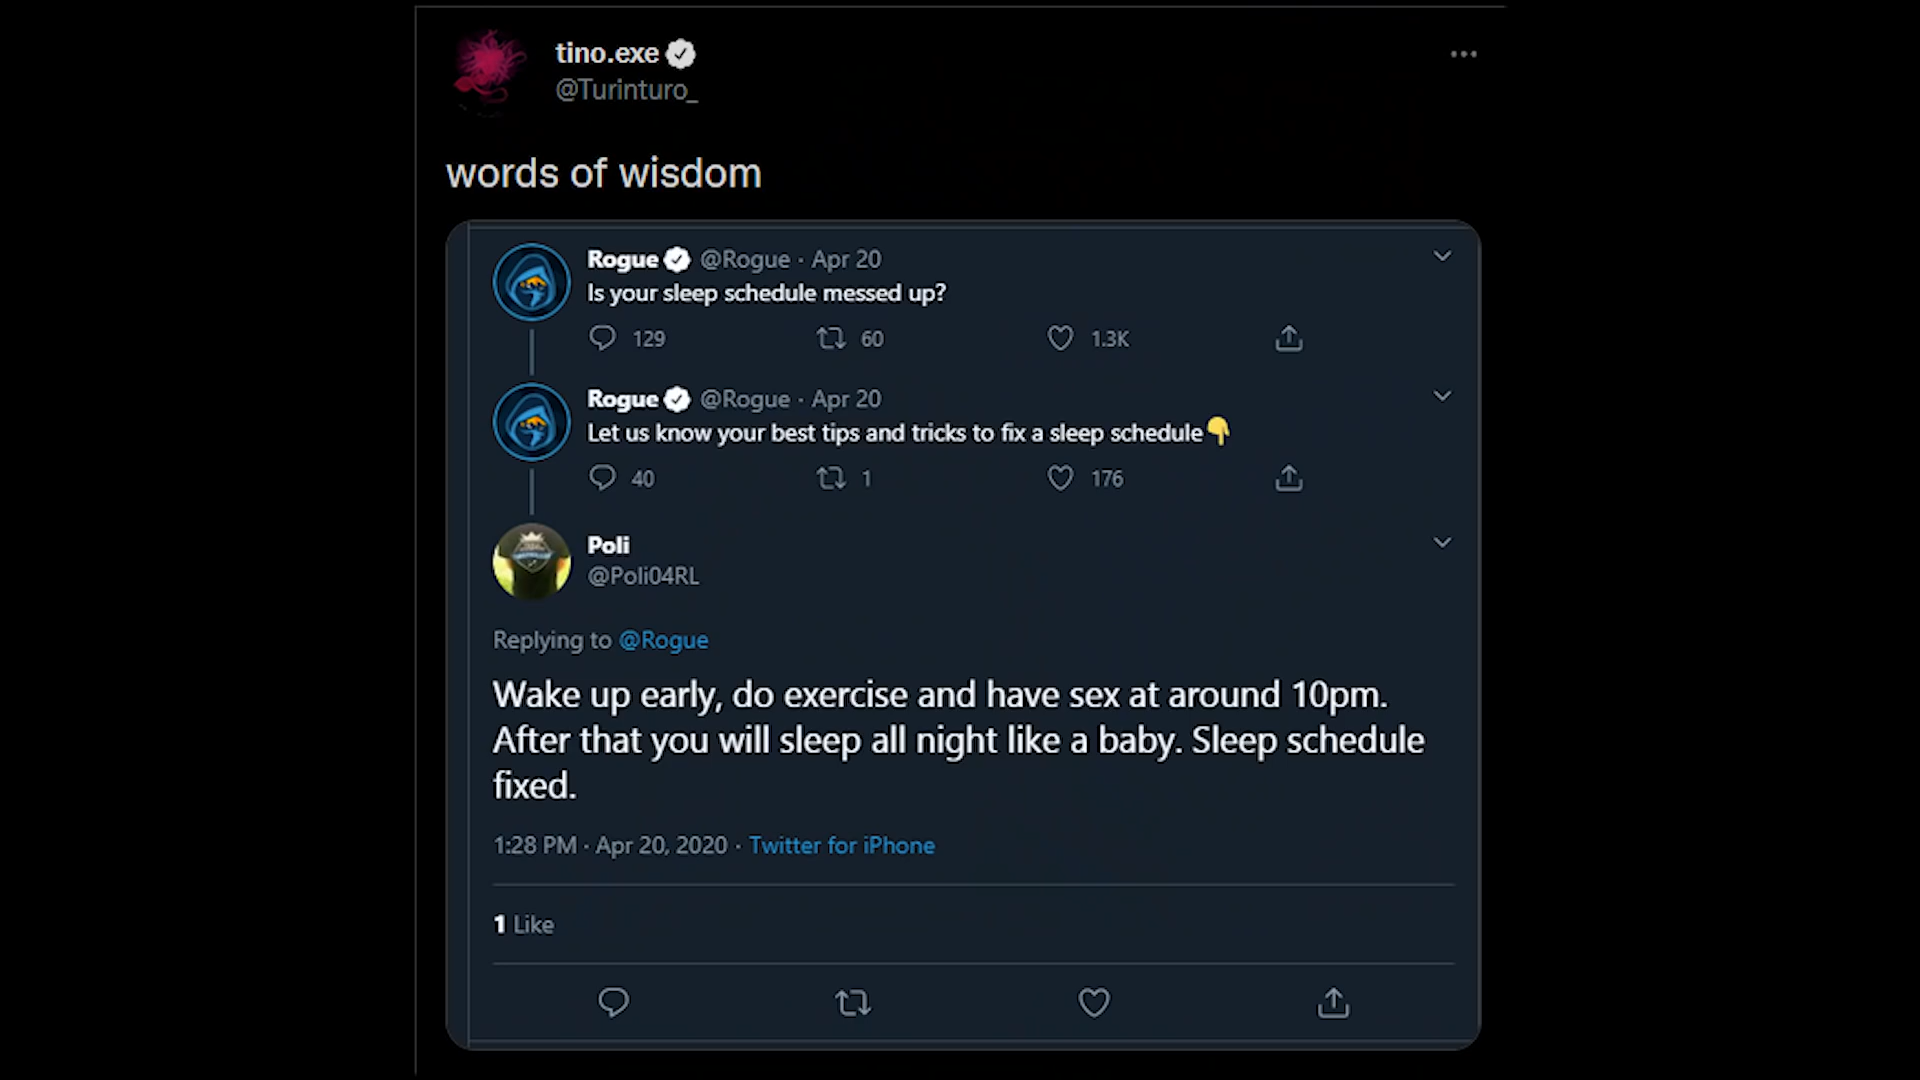 tino.exe
@Turinturo_
words of wisdom
Rogue @Rogue · Apr 20
Is your sleep schedule messed up?
129 60 1.3K
Rogue @Rogue · Apr 20
Let us know your best tips and tricks to fix a sleep schedule👇
40 1 176
Poli
@Poli04RL
Replying to @Rogue
Wake up early, do exercise and have sex at around 10pm.
After that you will sleep all night like a baby. Sleep schedule
fixed.
1:28 PM · Apr 20, 2020 · Twitter for iPhone
1 Like